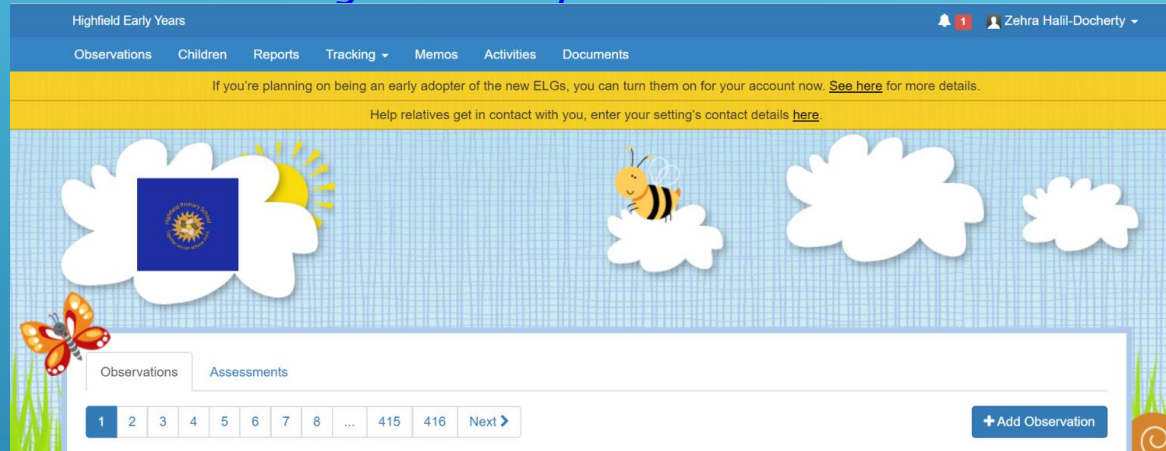 Highfield Early Years
1 Zehra Halil-Docherty
Observations Children Reports Tracking Memos Activities Documents
If you're planning on being an early adopter of the new ELGs, you can turn them on for your account now. See here for more details.
Help relatives get in contact with you, enter your setting's contact details here.
Highfield Primary School
Observations Assessments
1 2 3 4 5 6 7 8 ... 415 416 Next
+ Add Observation